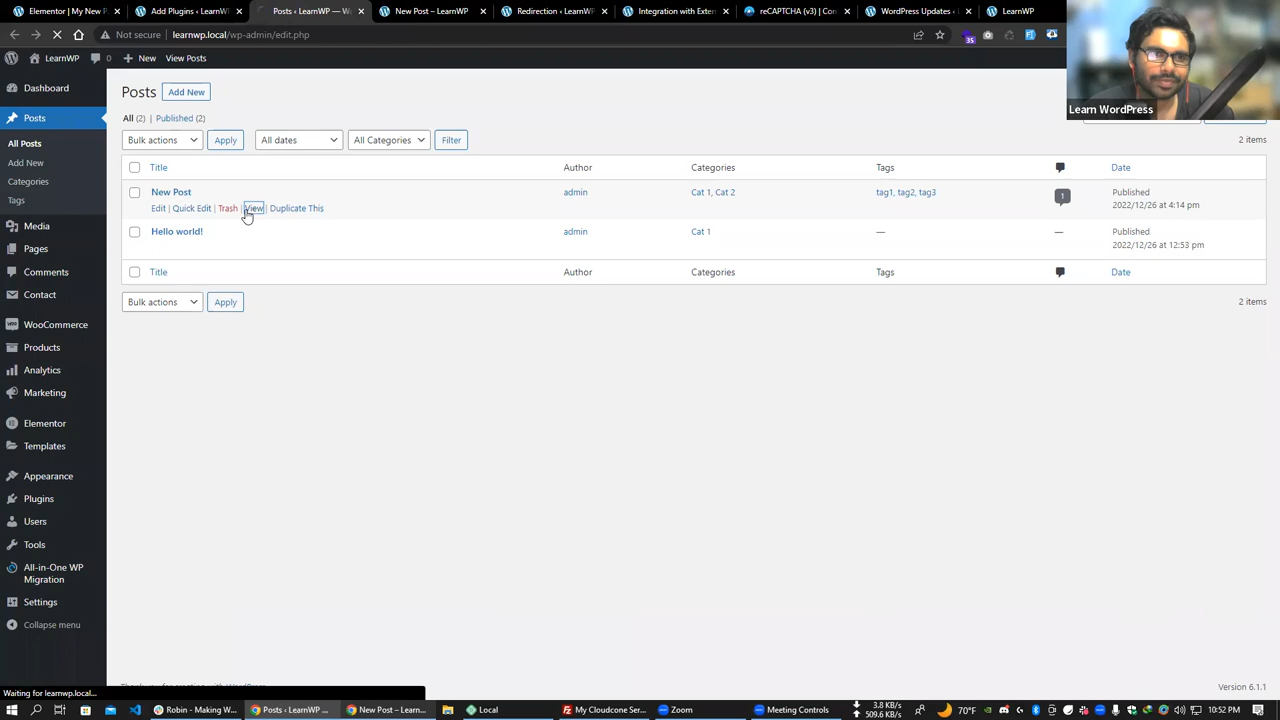 Elementor | My New P
Add Plugins ‹ LearnWP
Posts ‹ LearnWP — W
New Post – LearnWP
Redirection ‹ LearnWP
Integration with Exter
reCAPTCHA (v3) | Con
WordPress Updates ‹ L
LearnWP
Not secure
learnwp.local/wp-admin/edit.php
35
LearnWP
0
New
View Posts
Learn WordPress
Dashboard
Posts
All Posts
Add New
Categories
Tags
Media
Pages
Comments
Contact
WooCommerce
Products
Analytics
Marketing
Elementor
Templates
Appearance
Plugins
Users
Tools
All-in-One WP
Migration
Settings
Collapse menu
Posts
Add New
All (2) | Published (2)
Bulk actions
Apply
All dates
All Categories
Filter
2 items
Title
Author
Categories
Tags
Date
New Post
admin
Cat 1, Cat 2
tag1, tag2, tag3
1
Published
2022/12/26 at 4:14 pm
Edit | Quick Edit | Trash | View | Duplicate This
Hello world!
admin
Cat 1
—
—
Published
2022/12/26 at 12:53 pm
Title
Author
Categories
Tags
Date
Bulk actions
Apply
2 items
Version 6.1.1
Waiting for learnwp.local...
Robin - Making W...
Posts ‹ LearnWP ...
New Post – Learn...
Local
My Cloudcone Ser...
Zoom
Meeting Controls
3.8 KB/s
509.6 KB/s
70°F
10:52 PM